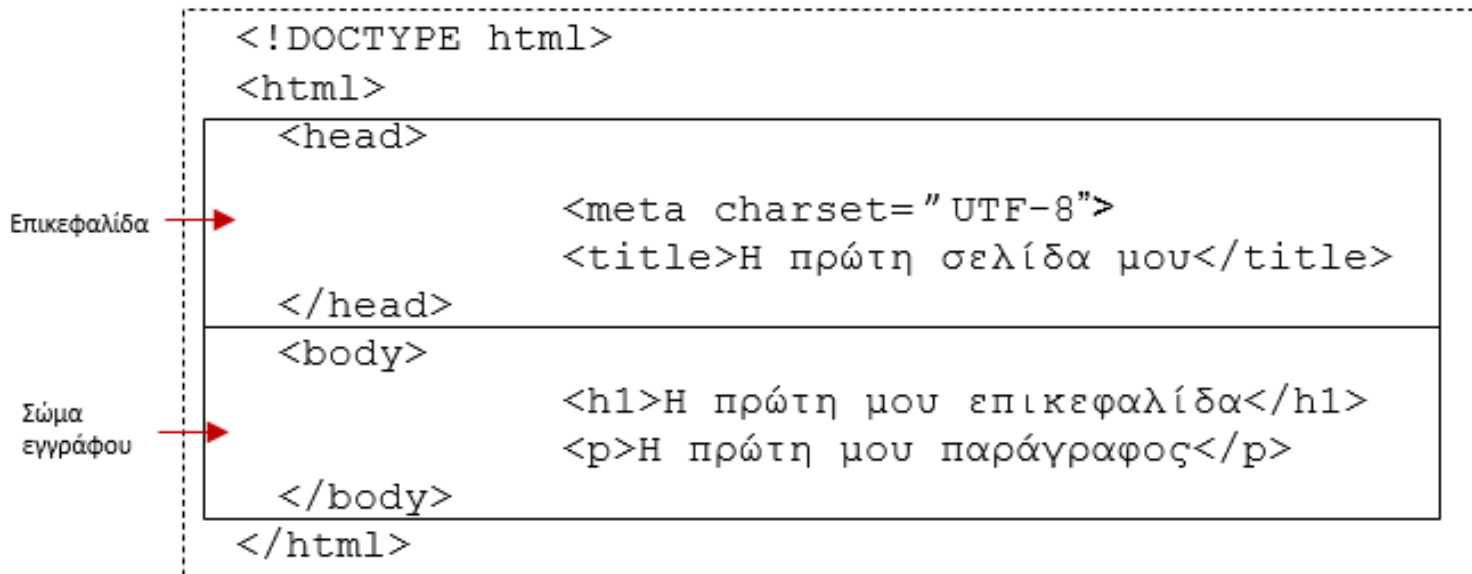 <!DOCTYPE html>
<html>
<head>
Επικεφαλίδα
<meta charset=”UTF-8”>
<title>Η πρώτη σελίδα μου</title>
</head>
<body>
Σώμα
εγγράφου
<h1>Η πρώτη μου επικεφαλίδα</h1>
<p>Η πρώτη μου παράγραφος</p>
</body>
</html>